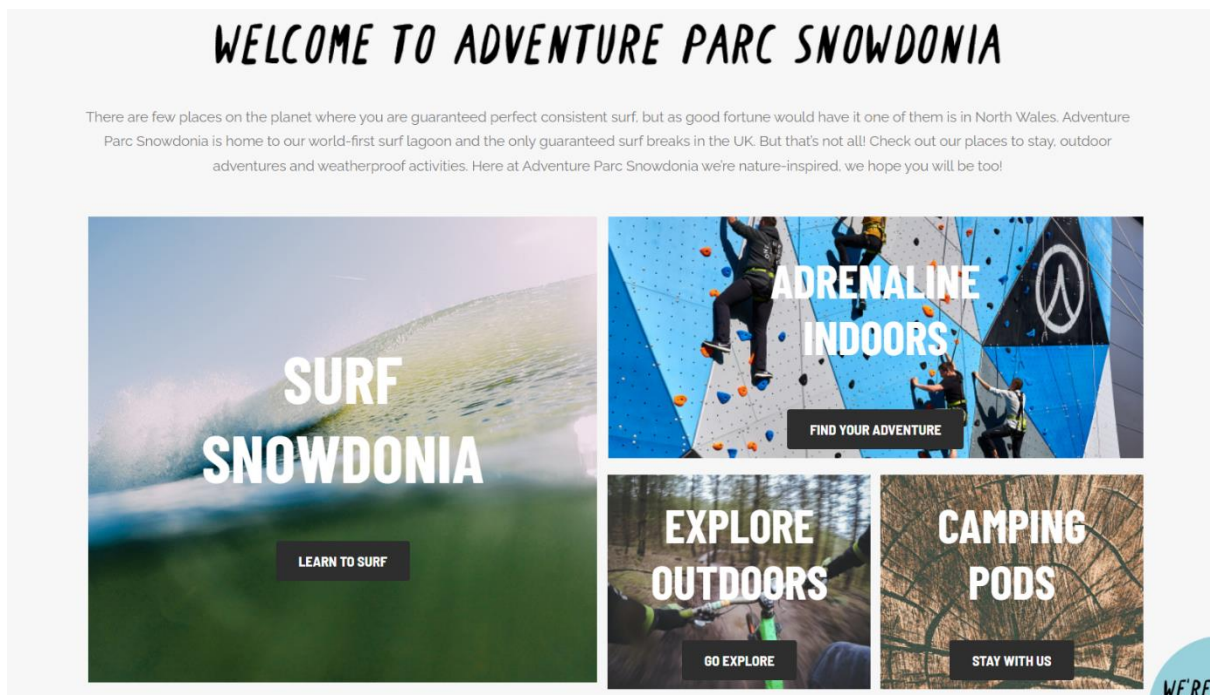 WELCOME TO ADVENTURE PARC SNOWDONIA
There are few places on the planet where you are guaranteed perfect consistent surf, but as good fortune would have it one of them is in North Wales. Adventure
Parc Snowdonia is home to our world-first surf lagoon and the only guaranteed surf breaks in the UK. But that's not all! Check out our places to stay, outdoor
adventures and weatherproof activities. Here at Adventure Parc Snowdonia we're nature-inspired, we hope you will be too!
SURF
SNOWDONIA
LEARN TO SURF
ADRENALINE
INDOORS
FIND YOUR ADVENTURE
EXPLORE
OUTDOORS
GO EXPLORE
CAMPING
PODS
STAY WITH US
WE'RE